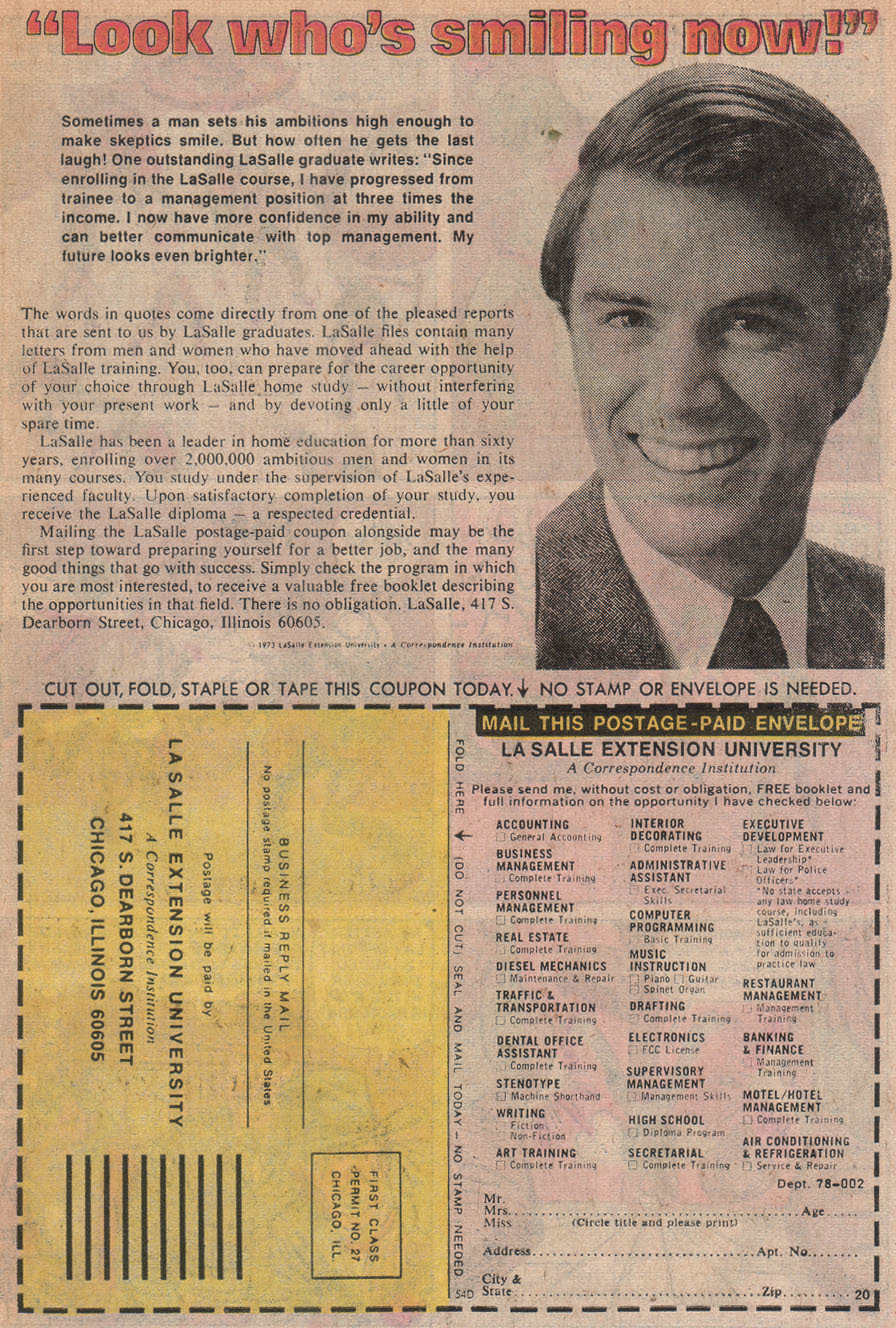 “Look who’s smiling now!”
Sometimes a man sets his ambitions high enough to
make skeptics smile. But how often he gets the last
laugh! One outstanding LaSalle graduate writes: “Since
enrolling in the LaSalle course, I have progressed from
trainee to a management position at three times the
income. I now have more confidence in my ability and
can better communicate with top management. My
future looks even brighter.”
The words in quotes come directly from one of the pleased reports
that are sent to us by LaSalle graduates. LaSalle files contain many
letters from men and women who have moved ahead with the help
of LaSalle training. You, too, can prepare for the career opportunity
of your choice through LaSalle home study — without interfering
with your present work — and by devoting only a little of your
spare time.
LaSalle has been a leader in home education for more than sixty
years, enrolling over 2,000,000 ambitious men and women in its
many courses. You study under the supervision of LaSalle’s expe-
rienced faculty. Upon satisfactory completion of your study, you
receive the LaSalle diploma — a respected credential.
Mailing the LaSalle postage-paid coupon alongside may be the
first step toward preparing yourself for a better job, and the many
good things that go with success. Simply check the program in which
you are most interested, to receive a valuable free booklet describing
the opportunities in that field. There is no obligation. LaSalle, 417 S.
Dearborn Street, Chicago, Illinois 60605.
© 1973 LaSalle Extension University • A Correspondence Institution
CUT OUT, FOLD, STAPLE OR TAPE THIS COUPON TODAY.↓ NO STAMP OR ENVELOPE IS NEEDED.
FIRST CLASS
PERMIT NO. 27
CHICAGO, ILL.
BUSINESS REPLY MAIL
No postage stamp required if mailed in the United States
Postage will be paid by
LA SALLE EXTENSION UNIVERSITY
A Correspondence Institution
417 S. DEARBORN STREET
CHICAGO, ILLINOIS 60605
FOLD HERE ← (DO NOT CUT) SEAL AND MAIL TODAY – NO STAMP NEEDED
54D
MAIL THIS POSTAGE-PAID ENVELOPE
LA SALLE EXTENSION UNIVERSITY
A Correspondence Institution
Please send me, without cost or obligation, FREE booklet and
full information on the opportunity I have checked below:
ACCOUNTING
General Accounting
BUSINESS
MANAGEMENT
Complete Training
PERSONNEL
MANAGEMENT
Complete Training
REAL ESTATE
Complete Training
DIESEL MECHANICS
Maintenance & Repair
TRAFFIC &
TRANSPORTATION
Complete Training
DENTAL OFFICE
ASSISTANT
Complete Training
STENOTYPE
Machine Shorthand
WRITING
Fiction
Non-Fiction
ART TRAINING
Complete Training
INTERIOR
DECORATING
Complete Training
ADMINISTRATIVE
ASSISTANT
Exec. Secretarial
Skills
COMPUTER
PROGRAMMING
Basic Training
MUSIC
INSTRUCTION
Piano Guitar
Spinet Organ
DRAFTING
Complete Training
ELECTRONICS
FCC License
SUPERVISORY
MANAGEMENT
Management Skills
HIGH SCHOOL
Diploma Program
SECRETARIAL
Complete Training
EXECUTIVE
DEVELOPMENT
Law for Executive
Leadership*
Law for Police
Officers*
*No state accepts
any law home study
course, including
LaSalle's, as
sufficient educa-
tion to qualify
for admission to
practice law
RESTAURANT
MANAGEMENT
Management
Training
BANKING
& FINANCE
Management
Training
MOTEL/HOTEL
MANAGEMENT
Complete Training
AIR CONDITIONING
& REFRIGERATION
Service & Repair
Dept. 78-002
Mr.
Mrs. Age
Miss (Circle title and please print)
Address Apt. No.
City &
State Zip 20